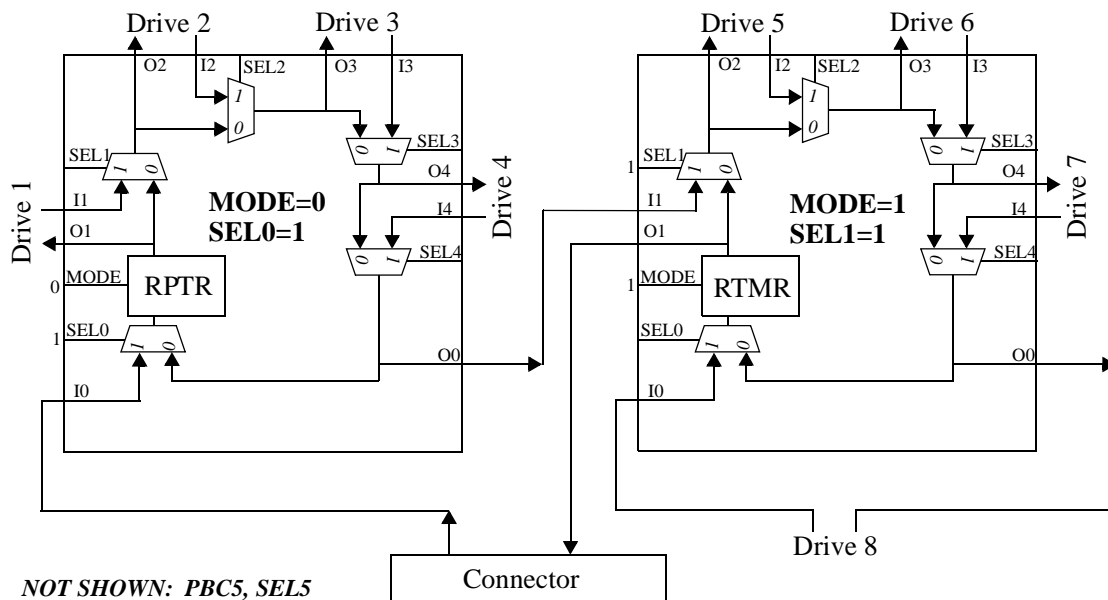 Drive 2
Drive 3
Drive 5
Drive 6
O2
I2
SEL2
O3
I3
O2
I2
SEL2
O3
I3
1
0
1
0
SEL1
1
0
0
1
SEL3
1
SEL1
1
0
0
1
SEL3
O4
O4
Drive 1
I1
MODE=0
SEL0=1
I4
Drive 4
I1
MODE=1
SEL1=1
I4
Drive 7
O1
O1
0
1
SEL4
0
1
SEL4
0
MODE
RPTR
1
MODE
RTMR
1
SEL0
1
0
1
SEL0
1
0
O0
O0
I0
I0
Drive 8
Connector
NOT SHOWN: PBC5, SEL5